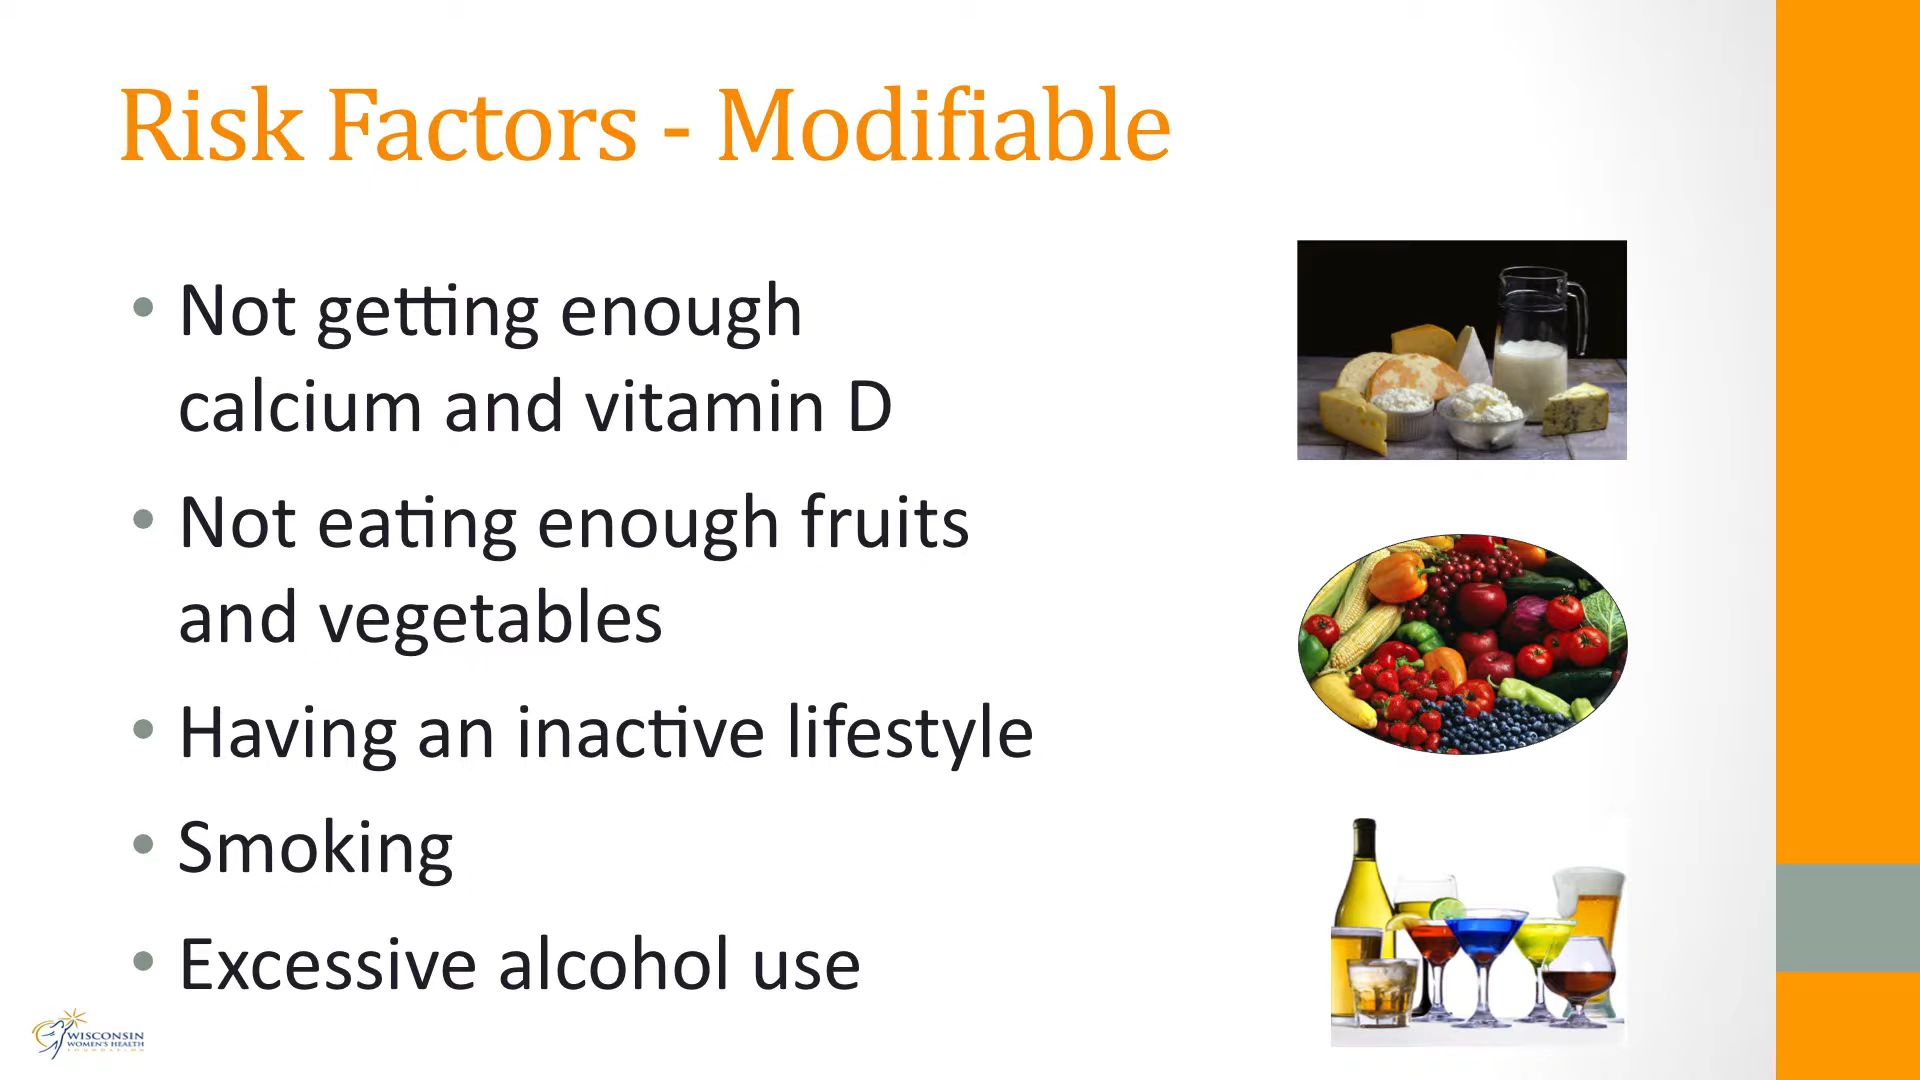 Risk Factors - Modifiable
• Not getting enough
calcium and vitamin D
• Not eating enough fruits
and vegetables
• Having an inactive lifestyle
• Smoking
• Excessive alcohol use
WISCONSIN
WOMEN'S HEALTH
FOUNDATION